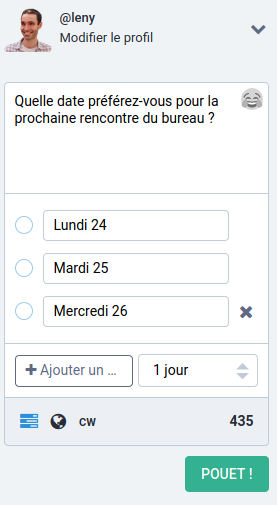 @leny
Modifier le profil
Quelle date préférez-vous pour la
prochaine rencontre du bureau ?
Lundi 24
Mardi 25
Mercredi 26
Ajouter un ...
1 jour
CW
435
POUET !